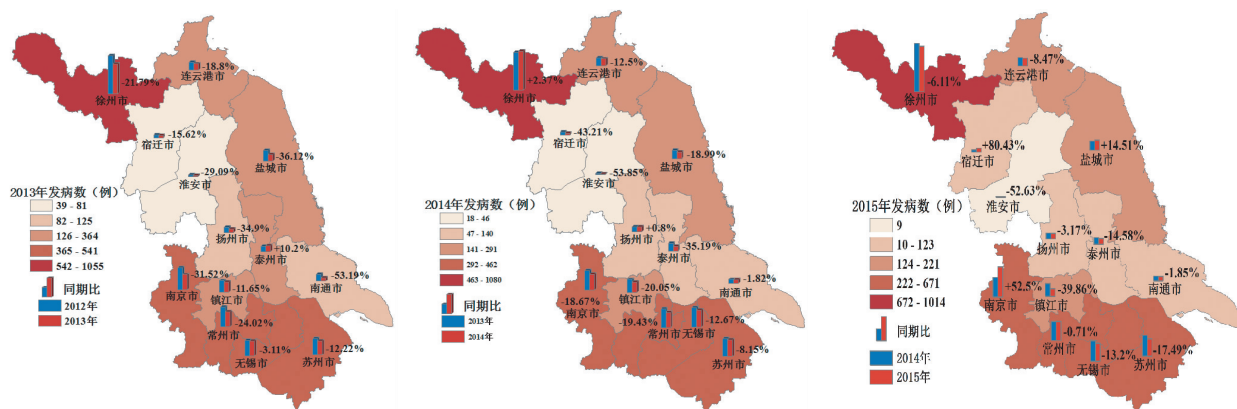 -18.8%
连云港市
-21.79%
徐州市
-15.62%
宿迁市
-36.12%
盐城市
-29.09%
淮安市
2013年发病数（例）
39 - 81
82 - 125
126 - 364
365 - 541
542 - 1055
同期比
2012年
2013年
-34.9%
扬州市
+10.2%
泰州市
-53.19%
南通市
-31.52%
南京市
-11.65%
镇江市
-24.02%
常州市
-3.11%
无锡市
-12.22%
苏州市
-12.5%
连云港市
+2.37%
徐州市
-43.21%
宿迁市
-18.99%
盐城市
-53.85%
淮安市
2014年发病数（例）
18 - 46
47 - 140
141 - 291
292 - 462
463 - 1080
同期比
2013年
2014年
+0.8%
扬州市
-35.19%
泰州市
-1.82%
南通市
-18.67%
南京市
-20.05%
镇江市
-19.43%
常州市
-12.67%
无锡市
-8.15%
苏州市
-8.47%
连云港市
-6.11%
徐州市
+80.43%
宿迁市
+14.51%
盐城市
-52.63%
淮安市
2015年发病数（例）
9
10 - 123
124 - 221
222 - 671
672 - 1014
同期比
2014年
2015年
-3.17%
扬州市
-14.58%
泰州市
-1.85%
南通市
+52.5%
南京市
-39.86%
镇江市
-0.71%
常州市
-13.2%
无锡市
-17.49%
苏州市